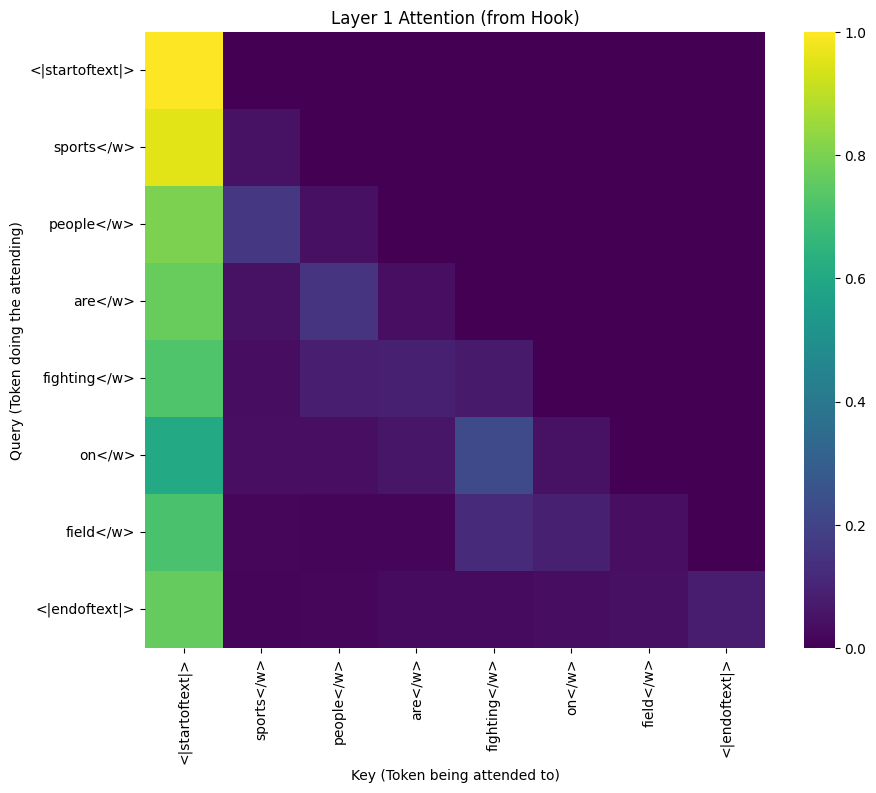 Layer 1 Attention (from Hook)
Query (Token doing the attending)
<|startoftext|>
sports</w>
people</w>
are</w>
fighting</w>
on</w>
field</w>
<|endoftext|>
1.0
0.8
0.6
0.4
0.2
0.0
<|startoftext|>
sports</w>
people</w>
are</w>
fighting</w>
on</w>
field</w>
<|endoftext|>
Key (Token being attended to)